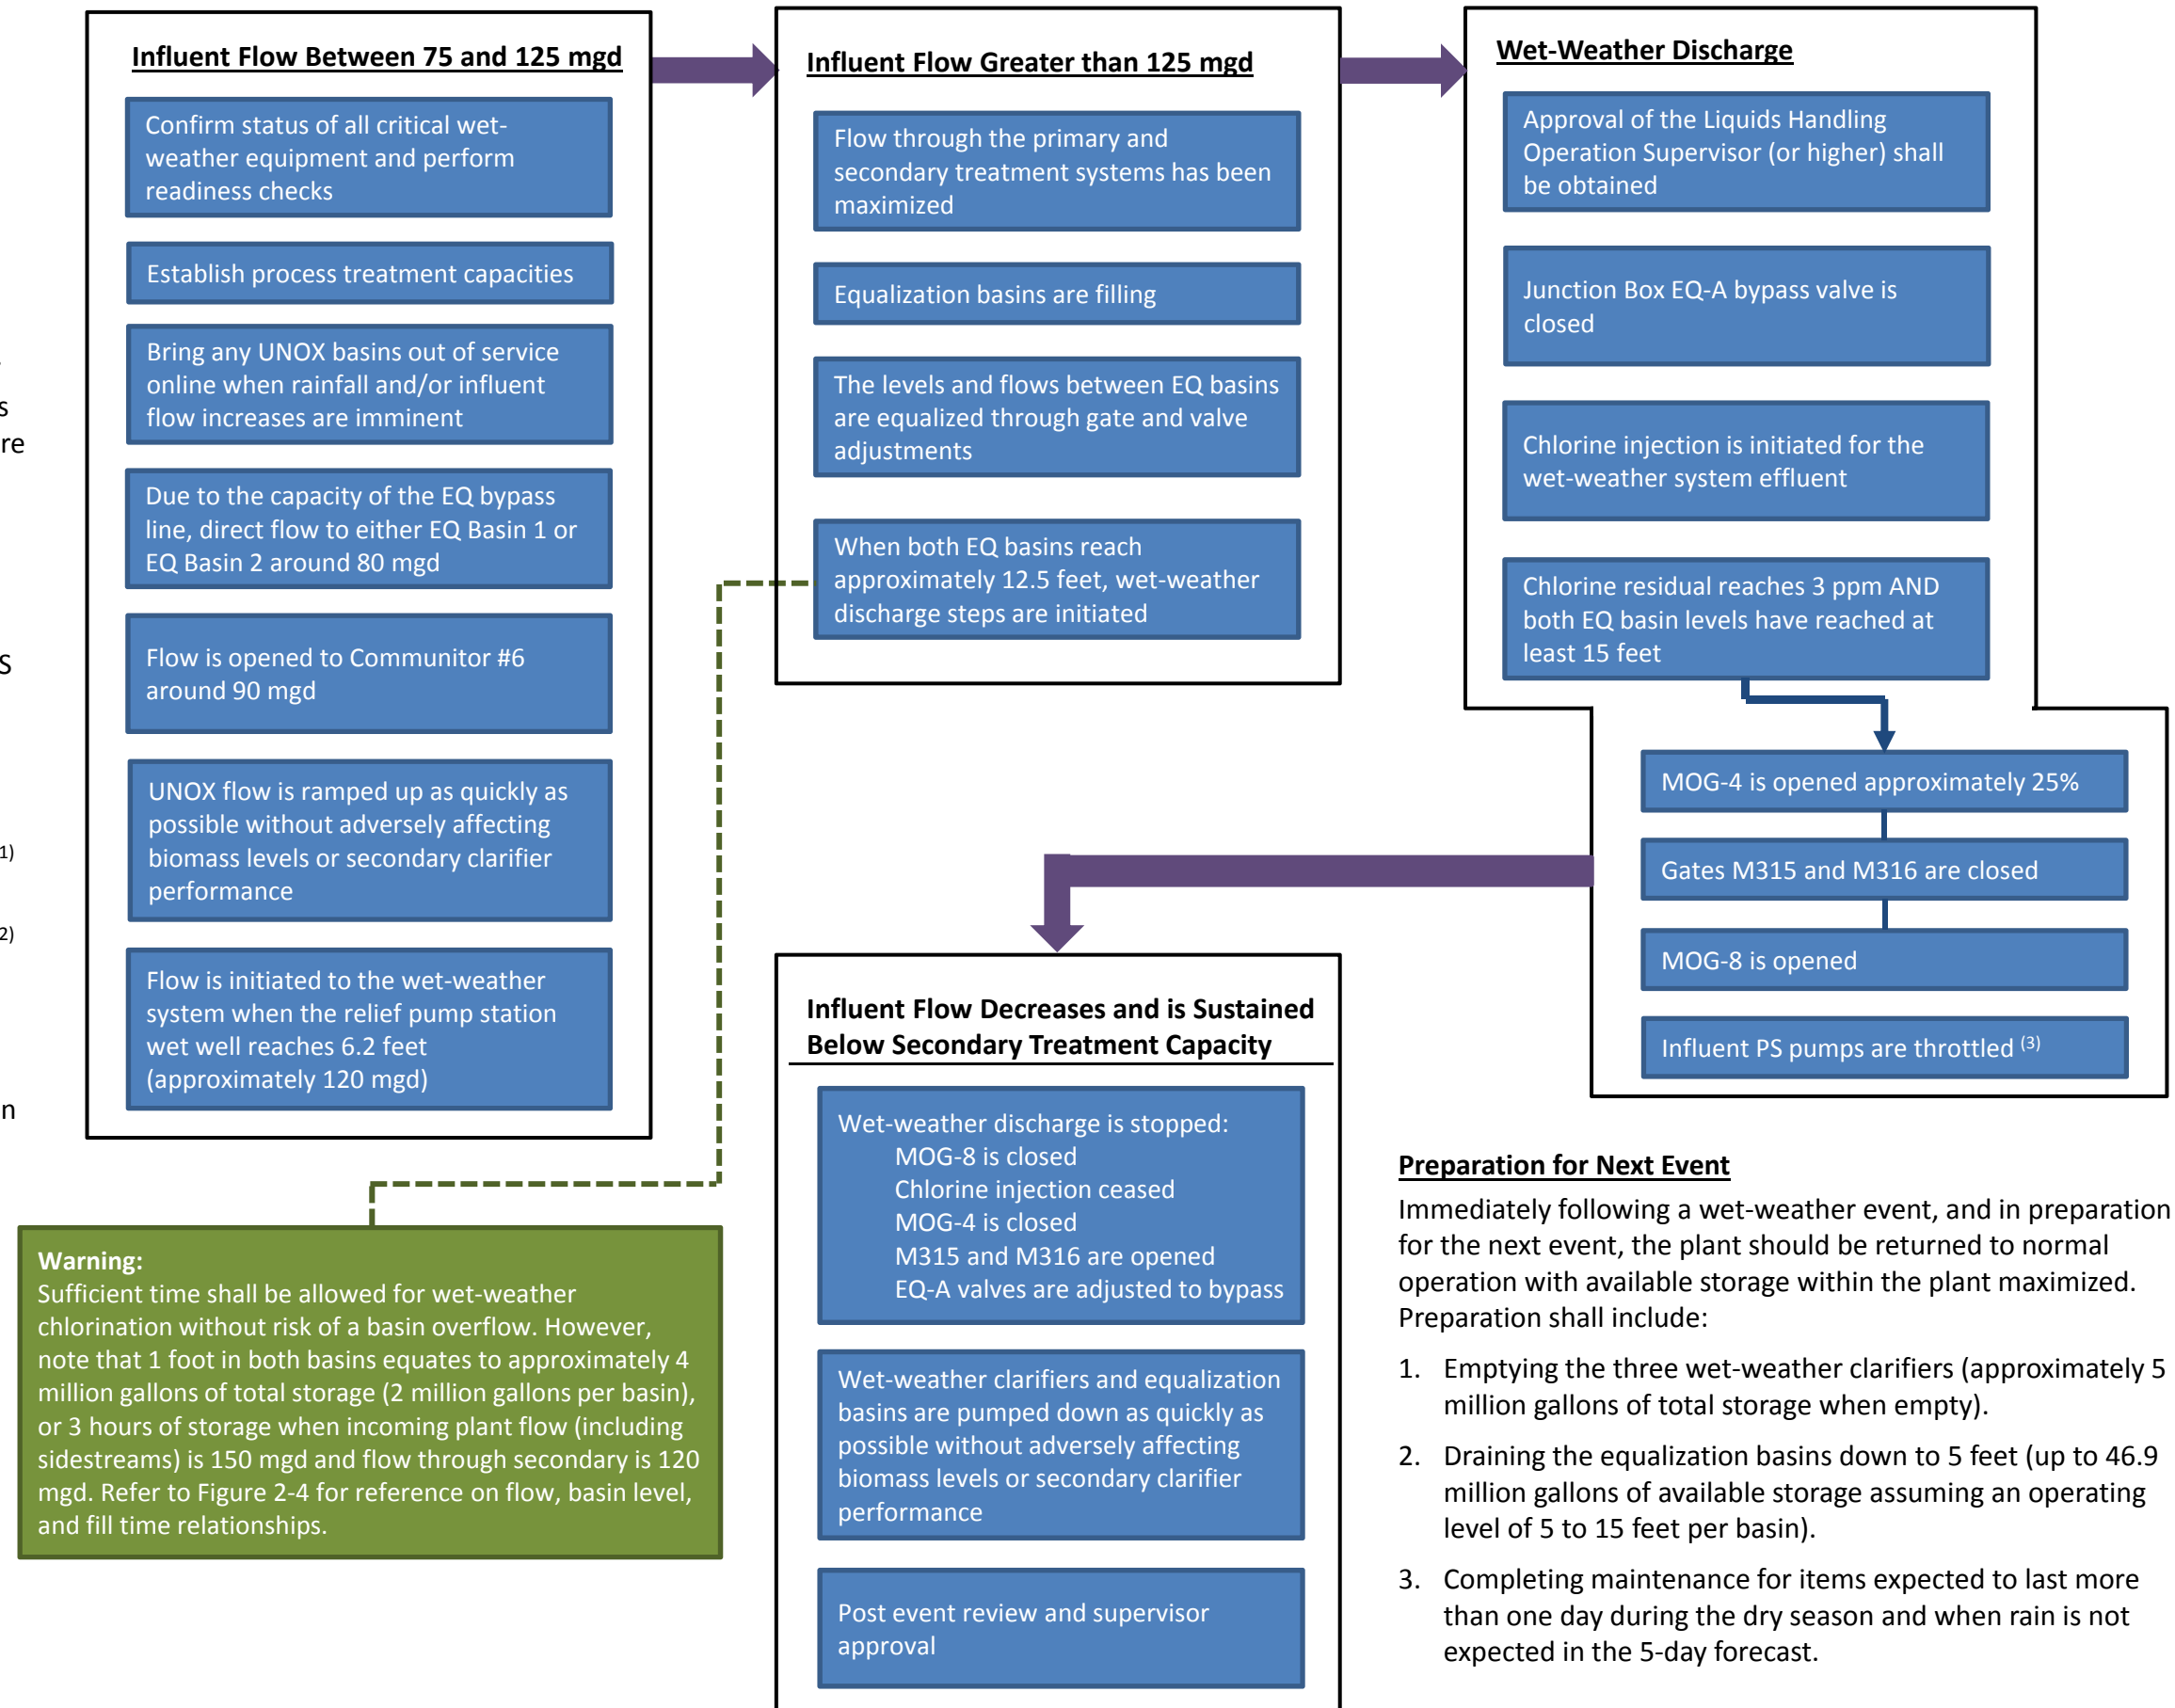 Influent Flow Between 75 and 125 mgd
Confirm status of all critical wet-
weather equipment and perform
readiness checks
Establish process treatment capacities
Bring any UNOX basins out of service
online when rainfall and/or influent
flow increases are imminent
Due to the capacity of the EQ bypass
line, direct flow to either EQ Basin 1 or
EQ Basin 2 around 80 mgd
Flow is opened to Communitor #6
around 90 mgd
UNOX flow is ramped up as quickly as
possible without adversely affecting
biomass levels or secondary clarifier
performance
Flow is initiated to the wet-weather
system when the relief pump station
wet well reaches 6.2 feet
(approximately 120 mgd)
s
re
S
1)
2)
n
Influent Flow Greater than 125 mgd
Flow through the primary and
secondary treatment systems has been
maximized
Equalization basins are filling
The levels and flows between EQ basins
are equalized through gate and valve
adjustments
When both EQ basins reach
approximately 12.5 feet, wet-weather
discharge steps are initiated
Wet-Weather Discharge
Approval of the Liquids Handling
Operation Supervisor (or higher) shall
be obtained
Junction Box EQ-A bypass valve is
closed
Chlorine injection is initiated for the
wet-weather system effluent
Chlorine residual reaches 3 ppm AND
both EQ basin levels have reached at
least 15 feet
MOG-4 is opened approximately 25%
Gates M315 and M316 are closed
MOG-8 is opened
Influent PS pumps are throttled (3)
Warning:
Sufficient time shall be allowed for wet-weather
chlorination without risk of a basin overflow. However,
note that 1 foot in both basins equates to approximately 4
million gallons of total storage (2 million gallons per basin),
or 3 hours of storage when incoming plant flow (including
sidestreams) is 150 mgd and flow through secondary is 120
mgd. Refer to Figure 2-4 for reference on flow, basin level,
and fill time relationships.
Influent Flow Decreases and is Sustained
Below Secondary Treatment Capacity
Wet-weather discharge is stopped:
MOG-8 is closed
Chlorine injection ceased
MOG-4 is closed
M315 and M316 are opened
EQ-A valves are adjusted to bypass
Wet-weather clarifiers and equalization
basins are pumped down as quickly as
possible without adversely affecting
biomass levels or secondary clarifier
performance
Post event review and supervisor
approval
Preparation for Next Event
Immediately following a wet-weather event, and in preparation
for the next event, the plant should be returned to normal
operation with available storage within the plant maximized.
Preparation shall include:
1. Emptying the three wet-weather clarifiers (approximately 5
million gallons of total storage when empty).
2. Draining the equalization basins down to 5 feet (up to 46.9
million gallons of available storage assuming an operating
level of 5 to 15 feet per basin).
3. Completing maintenance for items expected to last more
than one day during the dry season and when rain is not
expected in the 5-day forecast.